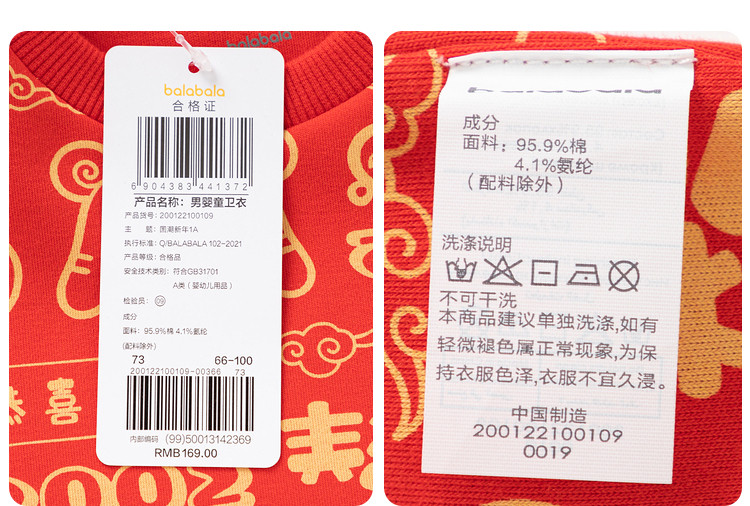 balabala
balabala
合格证
6 904383 441372
产品名称：男婴童卫衣
产品货号：200122100109
主 题：国潮新年1A
执行标准：Q/BALABALA 102-2021
产品等级：合格品
安全技术类别：符合GB31701
A类（婴幼儿用品）
检验员：09
成分
面料：95.9%棉 4.1%氨纶
(配料除外)
73 66-100
200122100109-00366 73
内部编码 (99)50013142369
RMB169.00
恭喜
2002
成分
面料：95.9%棉
4.1%氨纶
（配料除外）
洗涤说明
不可干洗
本商品建议单独洗涤,如有
轻微褪色属正常现象,为保
持衣服色泽,衣服不宜久浸。
中国制造
200122100109
0019